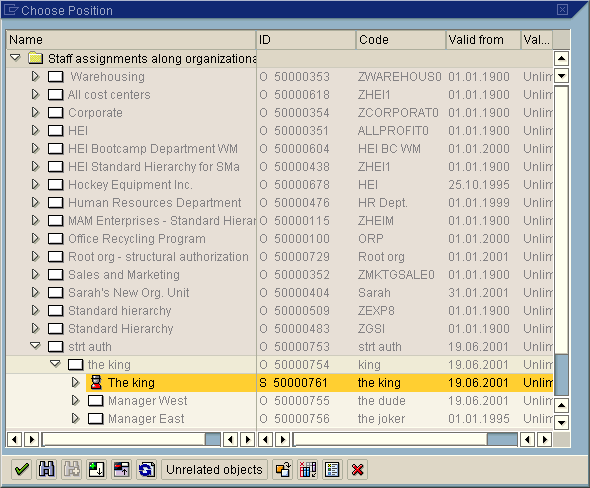 Choose Position
Name ID Code Valid from Val...
Staff assignments along organizationa
Warehousing O 50000353 ZWAREHOUS0 01.01.1900 Unlim
All cost centers O 50000618 ZHEI1 01.01.1900 Unlim
Corporate O 50000354 ZCORPORAT0 01.01.1900 Unlim
HEI O 50000351 ALLPROFIT0 01.01.1900 Unlim
HEI Bootcamp Department WM O 50000604 HEI BC WM 01.01.2000 Unlim
HEI Standard Hierarchy for SMa O 50000438 ZHEI1 01.01.1900 Unlim
Hockey Equipment Inc. O 50000678 HEI 25.10.1995 Unlim
Human Resources Department O 50000476 HR Dept. 01.01.1999 Unlim
MAM Enterprises - Standard Hierar O 50000115 ZHEIM 01.01.1900 Unlim
Office Recycling Program O 50000100 ORP 01.01.2000 Unlim
Root org - structural authorization O 50000729 Root org 01.01.2001 Unlim
Sales and Marketing O 50000352 ZMKTGSALE0 01.01.1900 Unlim
Sarah's New Org. Unit O 50000404 Sarah 31.01.2001 Unlim
Standard hierarchy O 50000509 ZEXP8 01.01.1900 Unlim
Standard Hierarchy O 50000483 ZGSI 01.01.1900 Unlim
strt auth O 50000753 strt auth 19.06.2001 Unlim
the king O 50000754 king 19.06.2001 Unlim
The king S 50000761 the king 19.06.2001 Unlim
Manager West O 50000755 the dude 19.06.2001 Unlim
Manager East O 50000756 the joker 01.01.1995 Unlim
Unrelated objects